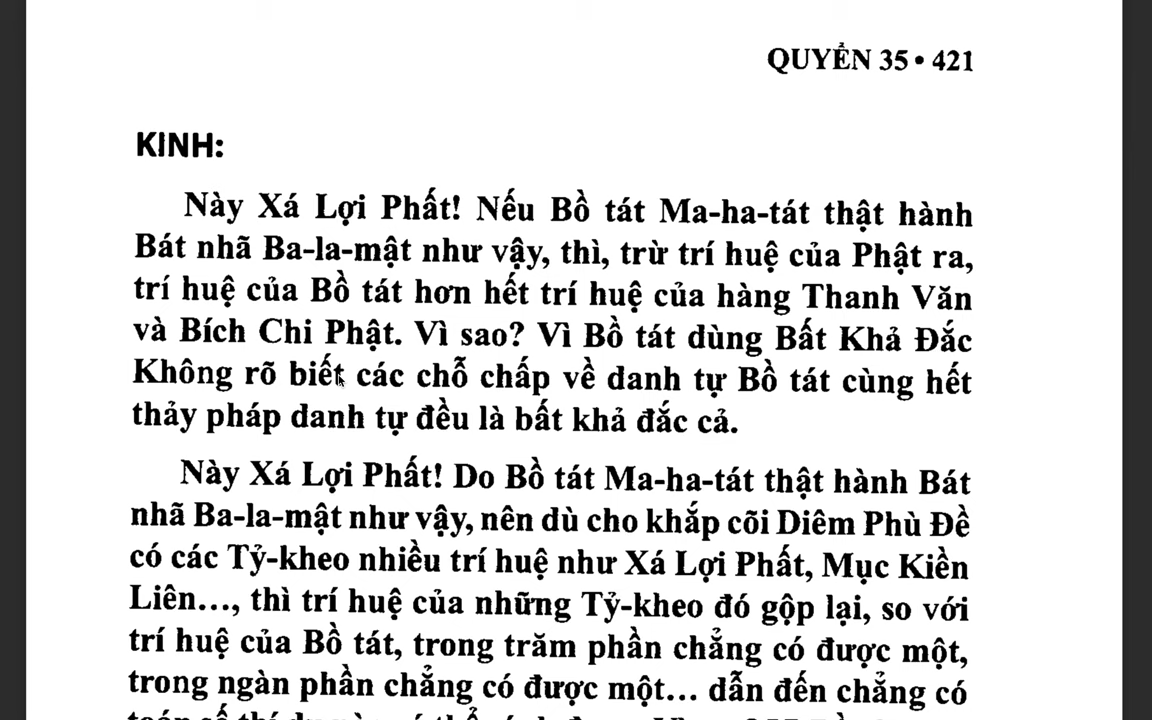 QUYỂN 35 • 421
KINH:
Này Xá Lợi Phất! Nếu Bồ tát Ma-ha-tát thật hành
Bát nhã Ba-la-mật như vậy, thì, trừ trí huệ của Phật ra,
trí huệ của Bồ tát hơn hết trí huệ của hàng Thanh Văn
và Bích Chi Phật. Vì sao? Vì Bồ tát dùng Bất Khả Đắc
Không rõ biết các chỗ chấp về danh tự Bồ tát cùng hết
thảy pháp danh tự đều là bất khả đắc cả.
Này Xá Lợi Phất! Do Bồ tát Ma-ha-tát thật hành Bát
nhã Ba-la-mật như vậy, nên dù cho khắp cõi Diêm Phù Đề
có các Tỷ-kheo nhiều trí huệ như Xá Lợi Phất, Mục Kiền
Liên..., thì trí huệ của những Tỷ-kheo đó gộp lại, so với
trí huệ của Bồ tát, trong trăm phần chẳng có được một,
trong ngàn phần chẳng có được một... dẫn đến chẳng có